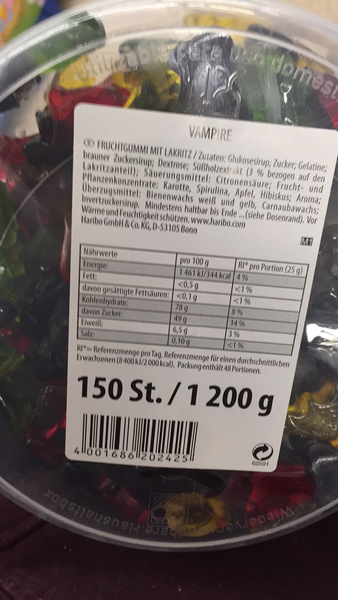 VAMPIRE
FRUCHTGUMMI MIT LAKRITZ / Zutaten: Glukosesirup; Zucker; Gelatine;
brauner Zuckersirup; Dextrose; Süßholzextrakt (3 % bezogen auf den
Lakritzanteil); Säuerungsmittel: Citronensäure; Frucht- und
Pflanzenkonzentrate: Karotte, Spirulina, Apfel, Hibiskus; Aroma;
Überzugsmittel: Bienenwachs weiß und gelb, Carnaubawachs;
Invertzuckersirup. Mindestens haltbar bis Ende ...(siehe Dosenrand). Vor
Wärme und Feuchtigkeit schützen. www.haribo.com
Haribo GmbH & Co. KG, D-53105 Bonn
M1
Nährwerte pro 100 g RI* pro Portion (25 g)
Energie: 1 461 kJ/344 kcal 4 %
Fett: <0,5 g <1 %
davon gesättigte Fettsäuren: <0,1 g <1 %
Kohlenhydrate: 78 g 8 %
davon Zucker: 49 g 14 %
Eiweiß: 6,5 g 3 %
Salz: 0,10 g <1 %
RI*= Referenzmenge pro Tag. Referenzmenge für einen durchschnittlichen
Erwachsenen (8 400 kJ/2 000 kcal). Packung enthält 48 Portionen.
150 St. / 1 200 g
4 001686 202425
62581
Haushaltsbox